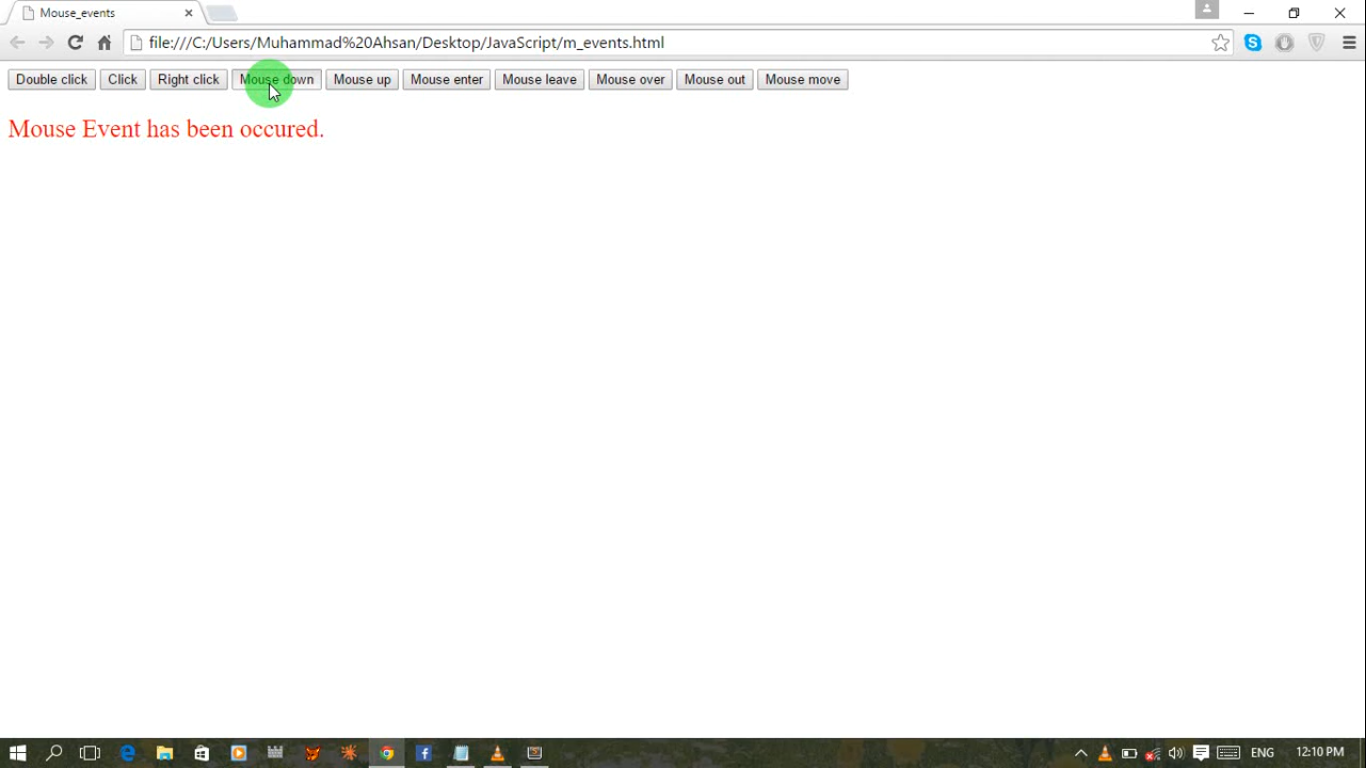 Mouse_events
file:///C:/Users/Muhammad%20Ahsan/Desktop/JavaScript/m_events.html
Double click Click Right click Mouse down Mouse up Mouse enter Mouse leave Mouse over Mouse out Mouse move
Mouse Event has been occured.
ENG 12:10 PM